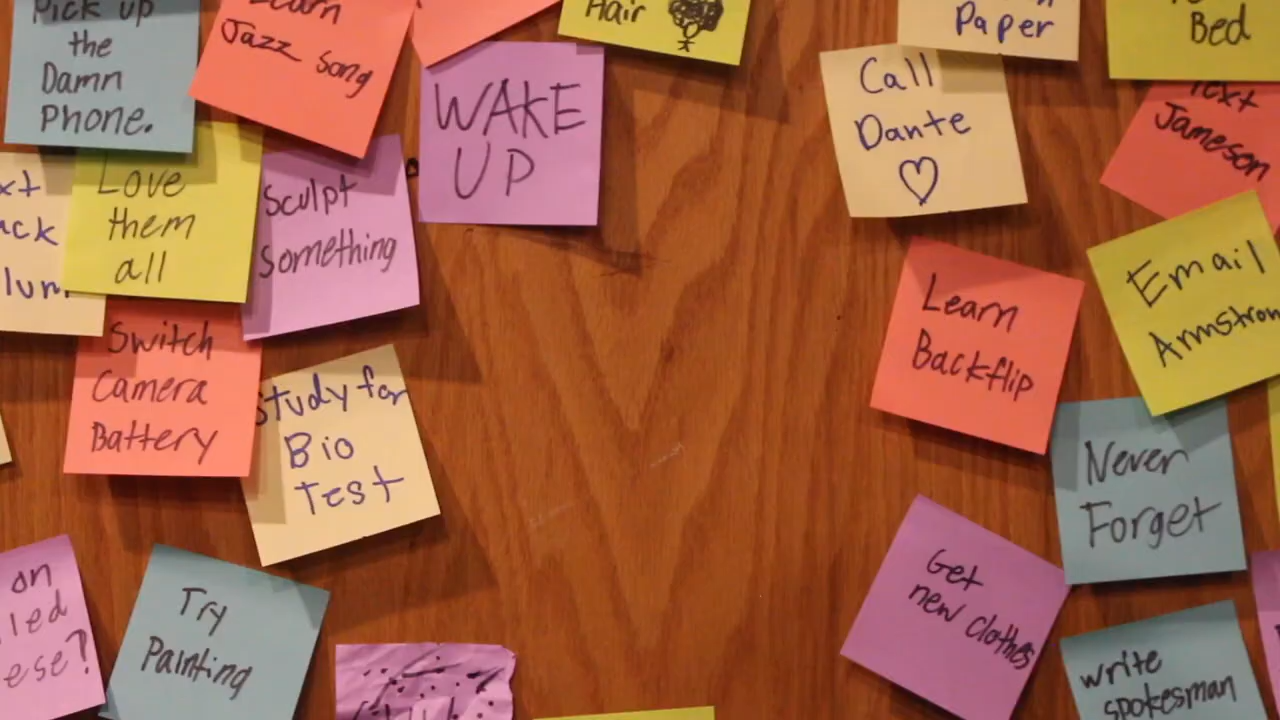 Pick up
the
Damn
Phone.
Learn
Jazz Song
Hair
Paper
Bed
WAKE
UP
Call
Dante
♡
Text
Jameson
Love
them
all
Sculpt
Something
Email
Learn
Backflip
Switch
Camera
Battery
Study for
Bio
Test
Never
Forget
on
Try
Painting
Get
new clothes
write
spokesman